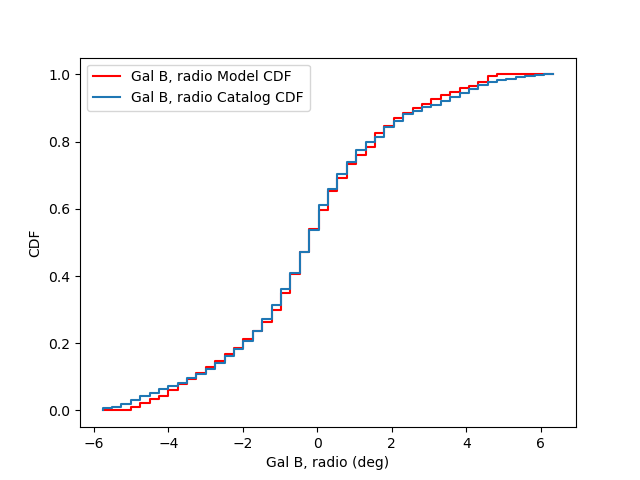 Gal B, radio Model CDF
Gal B, radio Catalog CDF
1.0
0.8
0.6
0.4
0.2
0.0
CDF
−6 −4 −2 0 2 4 6
Gal B, radio (deg)